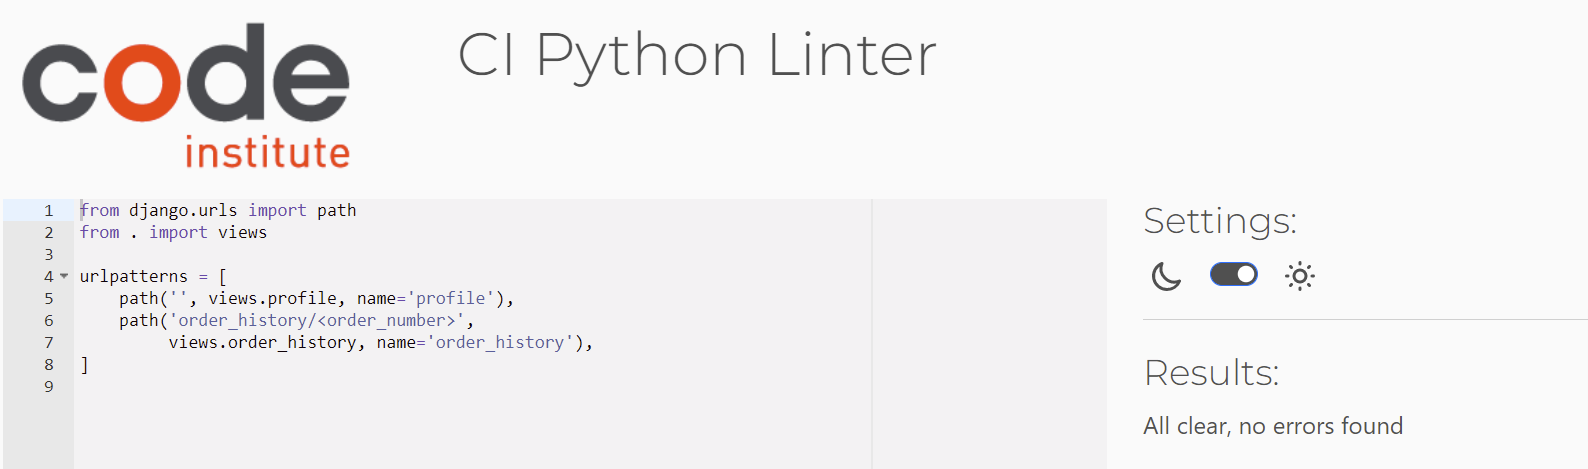 code
institute
CI Python Linter
1 from django.urls import path
2 from . import views
3
4 urlpatterns = [
5     path('', views.profile, name='profile'),
6     path('order_history/<order_number>',
7          views.order_history, name='order_history'),
8 ]
9
Settings:
Results:
All clear, no errors found